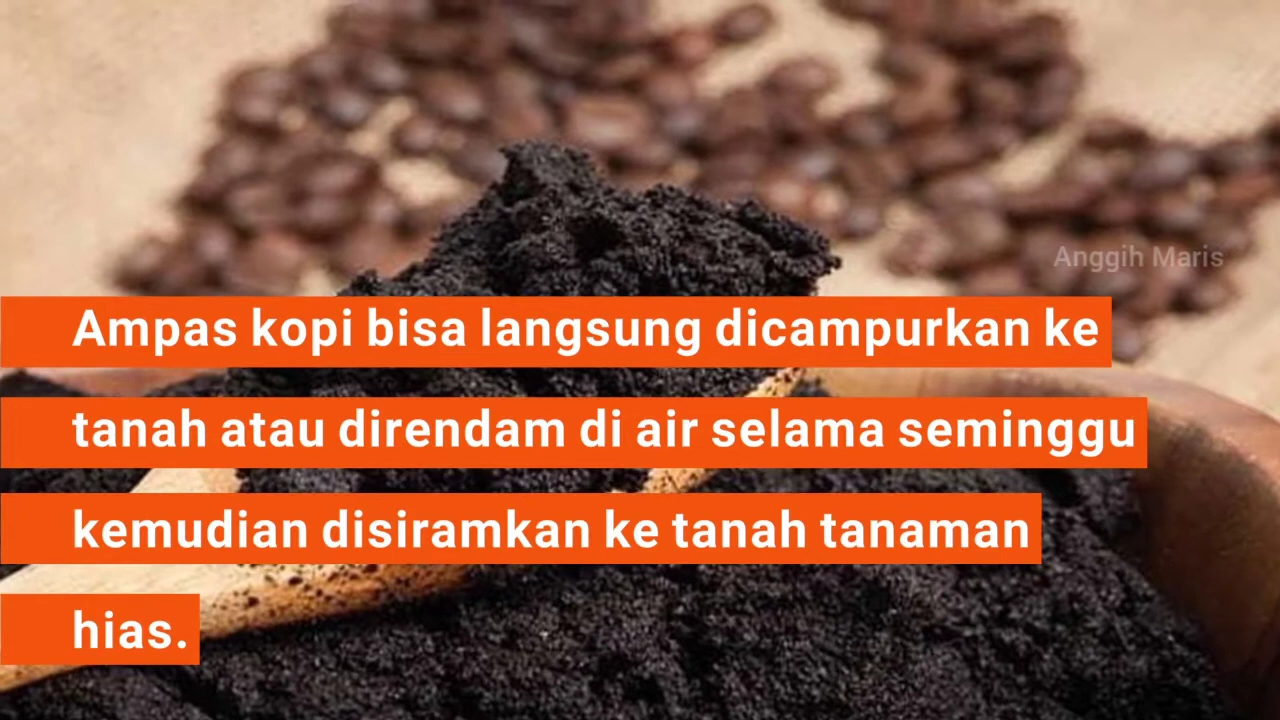 Anggih Maris
Ampas kopi bisa langsung dicampurkan ke
tanah atau direndam di air selama seminggu
kemudian disiramkan ke tanah tanaman
hias.